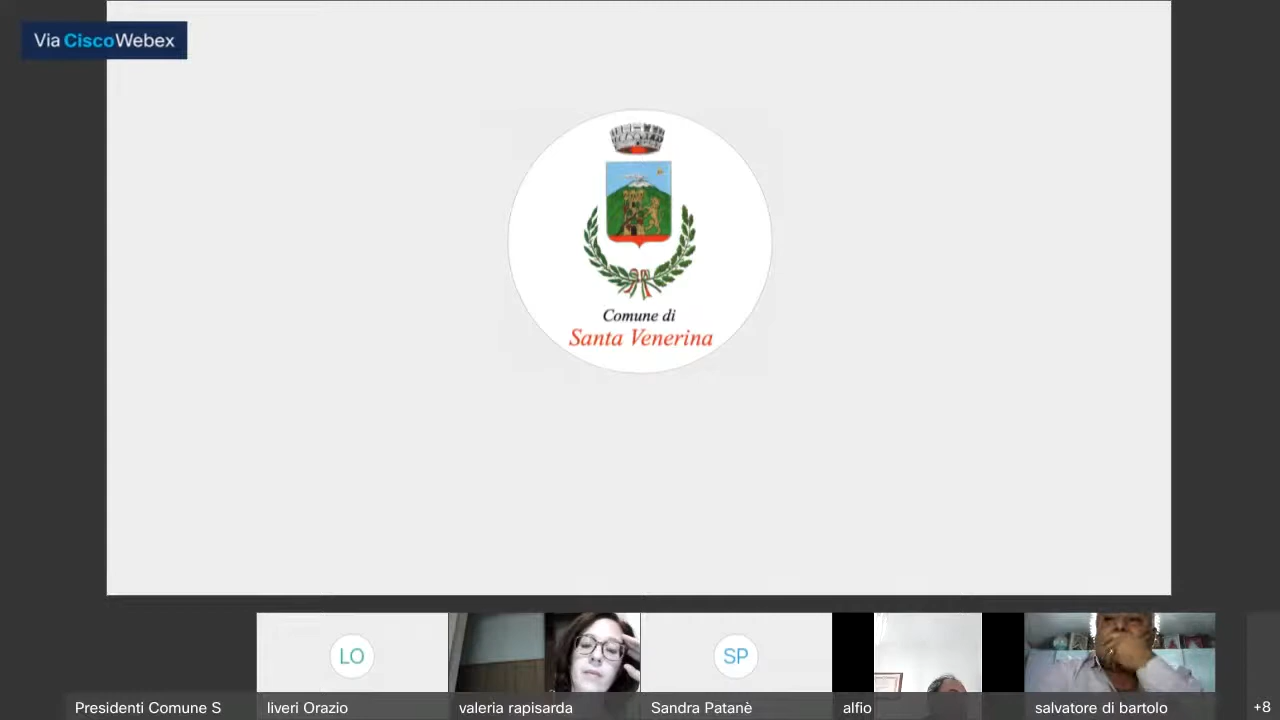 Via CiscoWebex
Comune di
Santa Venerina
LO
SP
Presidenti Comune S
liveri Orazio
valeria rapisarda
Sandra Patanè
alfio
salvatore di bartolo
+8